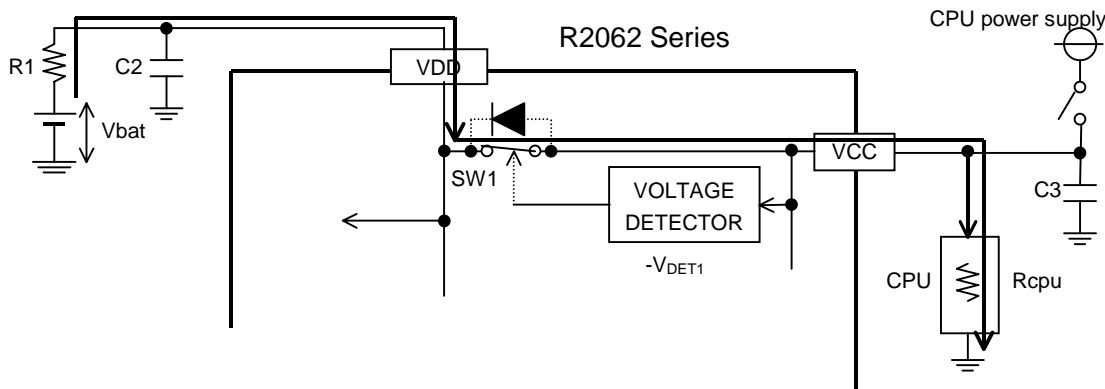 CPU power supply
R2062 Series
R1
C2
VDD
Vbat
SW1
VCC
VOLTAGE
DETECTOR
-VDET1
C3
CPU
Rcpu